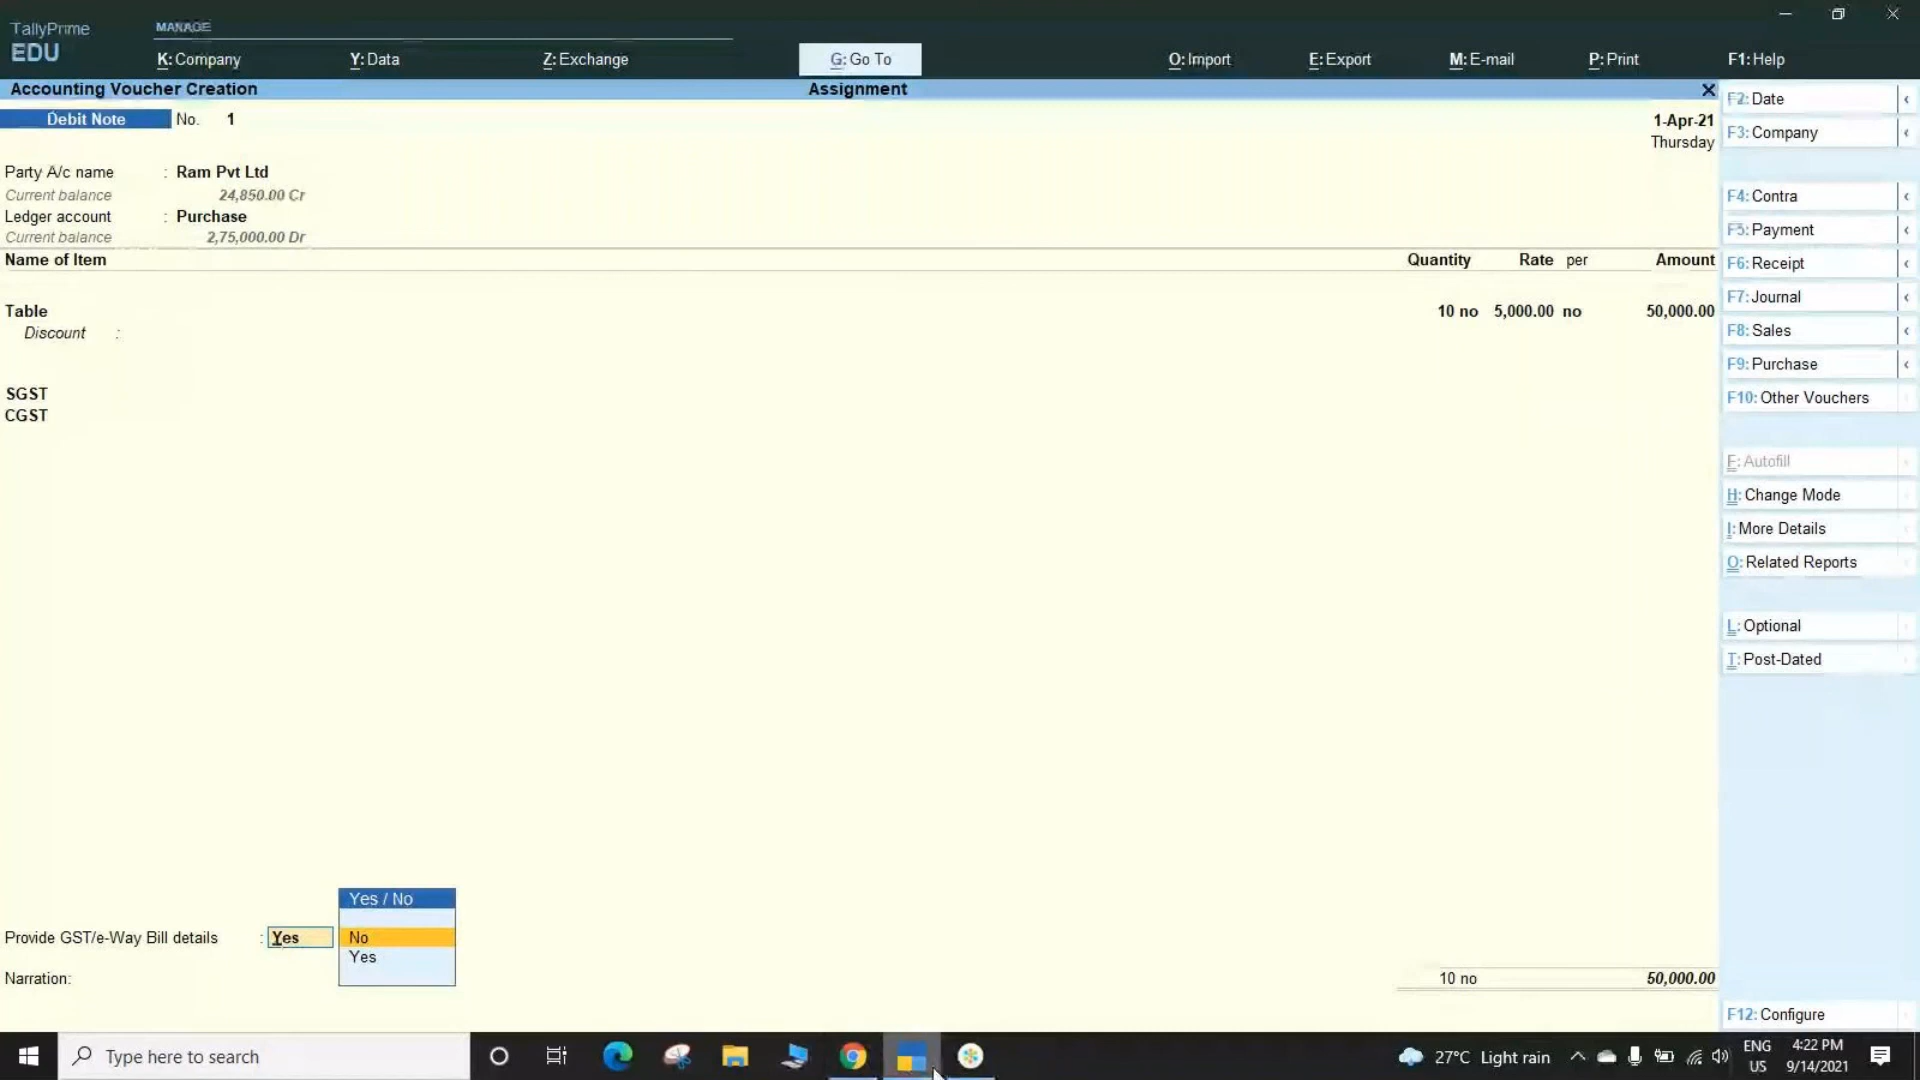 TallyPrime
EDU
MANAGE
K: Company
Y: Data
Z: Exchange
G: Go To
O: Import
E: Export
M: E-mail
P: Print
F1: Help
Accounting Voucher Creation
Assignment
Debit Note No. 1
1-Apr-21
Thursday
Party A/c name : Ram Pvt Ltd
Current balance 24,850.00 Cr
Ledger account : Purchase
Current balance 2,75,000.00 Dr
Name of Item Quantity Rate per Amount
Table 10 no 5,000.00 no 50,000.00
Discount :
SGST
CGST
Yes / No
Provide GST/e-Way Bill details : Yes
No
Yes
Narration:
10 no 50,000.00
F2: Date
F3: Company
F4: Contra
F5: Payment
F6: Receipt
F7: Journal
F8: Sales
F9: Purchase
F10: Other Vouchers
F: Autofill
H: Change Mode
I: More Details
O: Related Reports
L: Optional
T: Post-Dated
F12: Configure
Type here to search
27°C Light rain
ENG
US
4:22 PM
9/14/2021